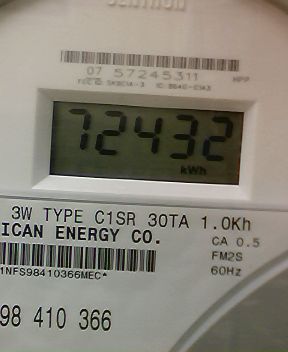 CENTRON
07 57245311
72432
kWh
3W TYPE C1SR 30TA 1.0Kh
ICAN ENERGY CO.
CA 0.5
FM2S
60Hz
1NFS98410366MEC*
98 410 366